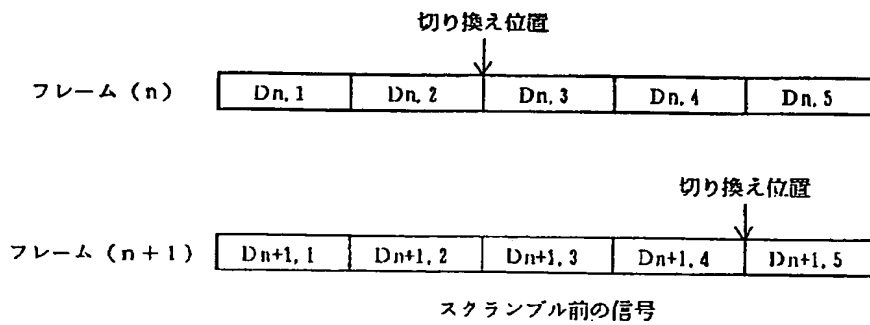 切り換え位置
フレーム (n)
Dn,1 Dn,2 Dn,3 Dn,4 Dn,5
切り換え位置
フレーム (n+1)
Dn+1,1 Dn+1,2 Dn+1,3 Dn+1,4 Dn+1,5
スクランブル前の信号